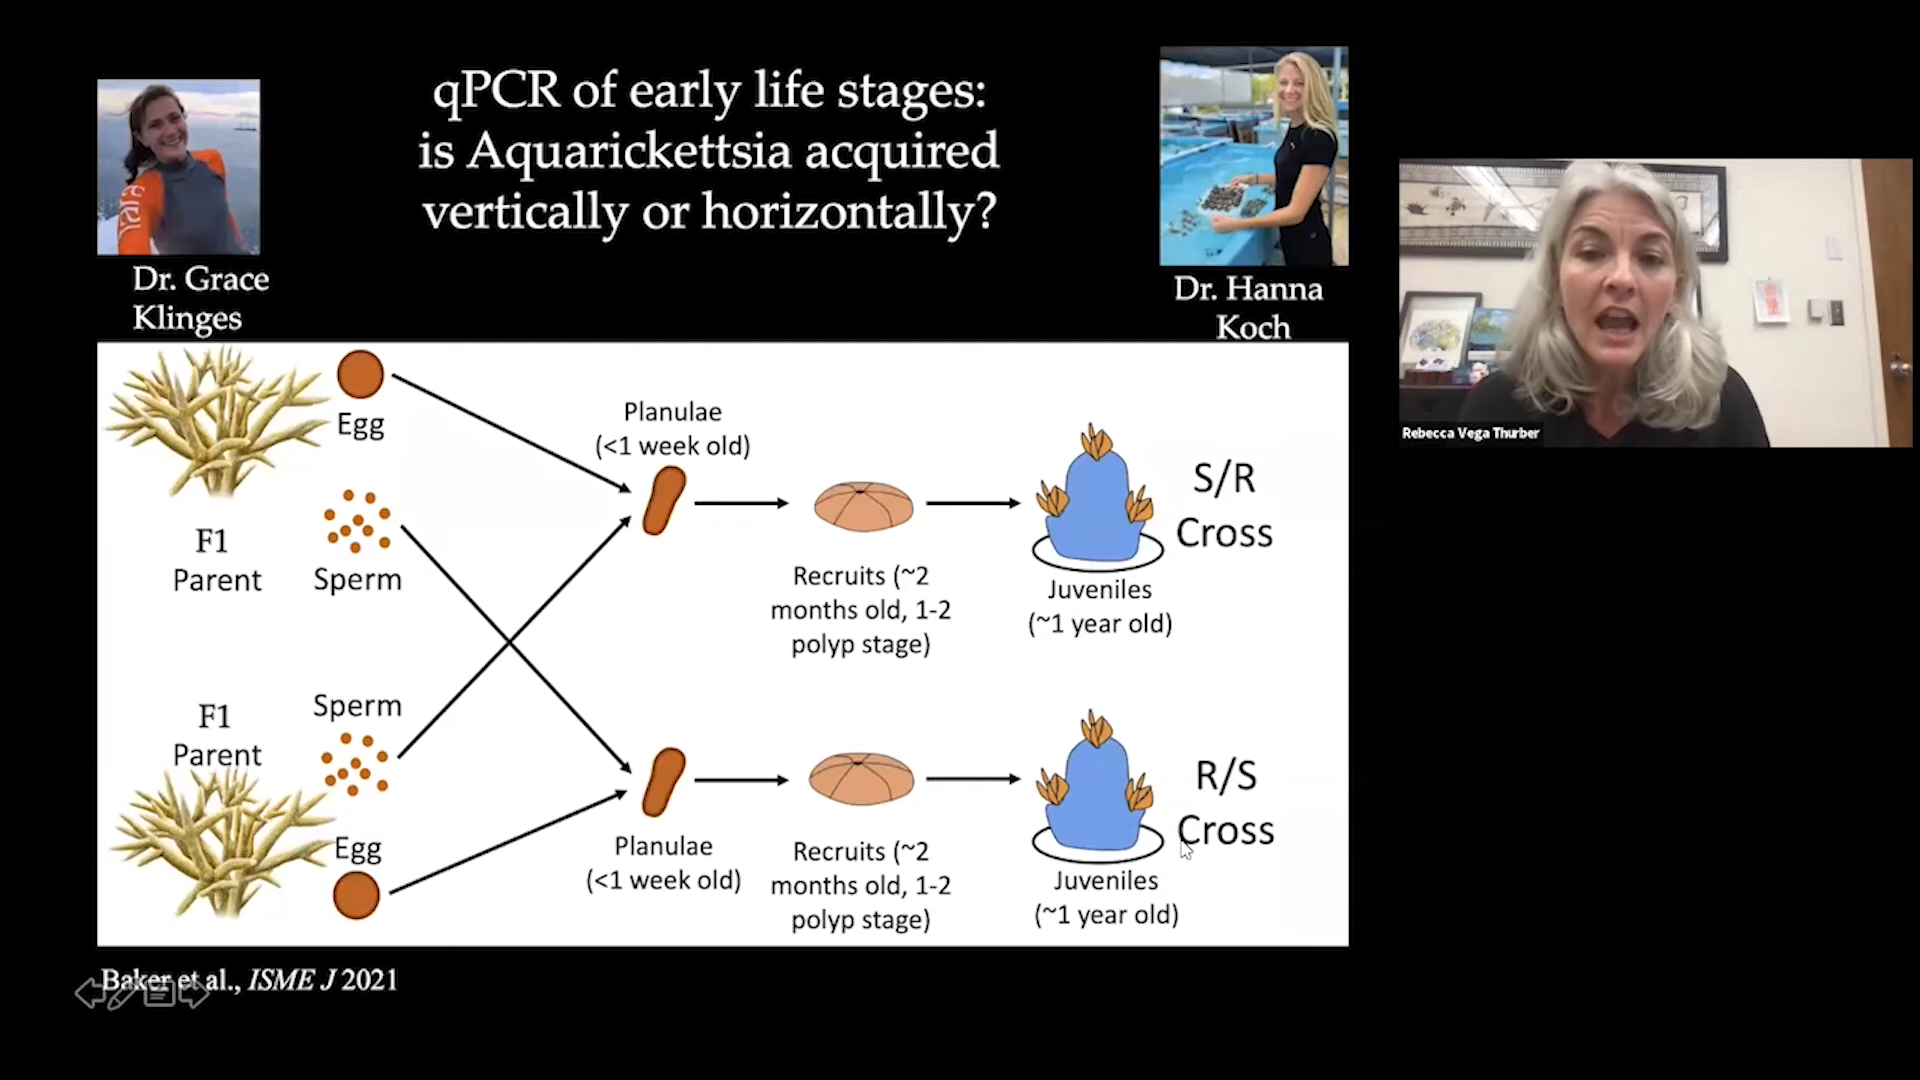 qPCR of early life stages:
is Aquarickettsia acquired
vertically or horizontally?
Dr. Grace
Klinges
Dr. Hanna
Koch
Rebecca Vega Thurber
Egg
Planulae
(<1 week old)
F1
Parent
Sperm
Recruits (~2
months old, 1-2
polyp stage)
Juveniles
(~1 year old)
S/R
Cross
F1
Parent
Sperm
Egg
Planulae
(<1 week old)
Recruits (~2
months old, 1-2
polyp stage)
Juveniles
(~1 year old)
R/S
Cross
Baker et al., ISME J 2021